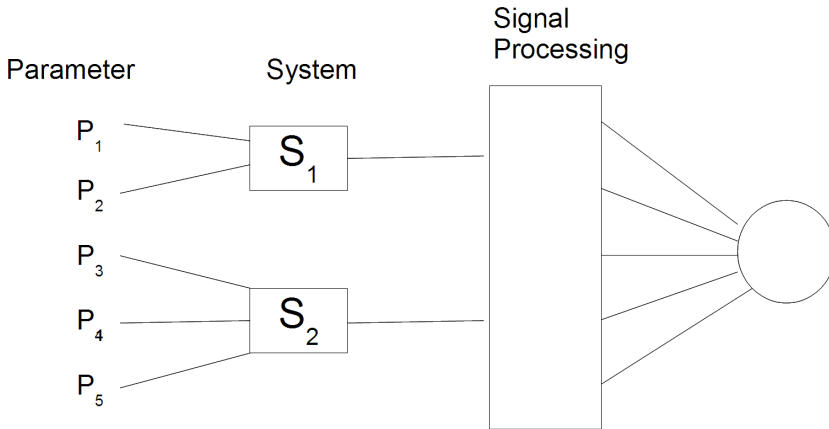 Signal
Processing
Parameter
System
P1
S1
P2
P3
P4
S2
P5